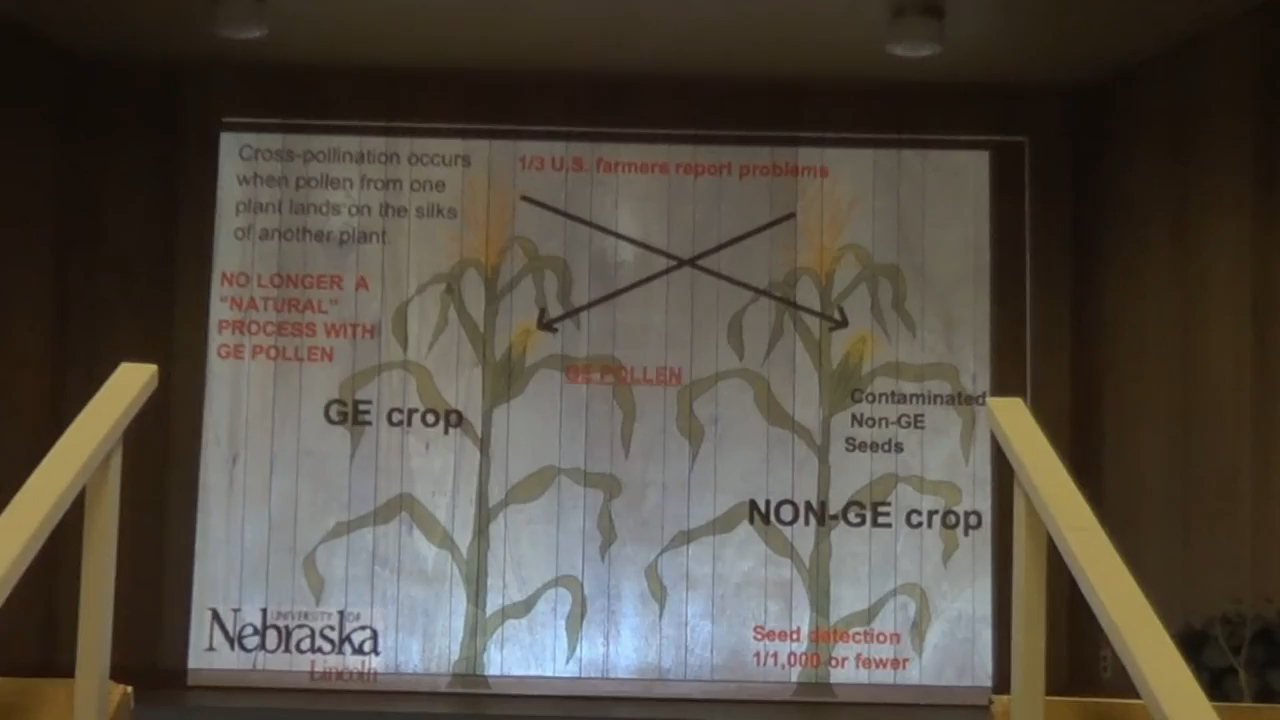 Cross-pollination occurs
when pollen from one
plant lands on the silks
of another plant.
1/3 U.S. farmers report problems
NO LONGER A
"NATURAL"
PROCESS WITH
GE POLLEN
GE POLLEN
GE crop
Contaminated
Non-GE
Seeds
NON-GE crop
UNIVERSITY OF
Nebraska
Lincoln
Seed detection
1/1,000 or fewer